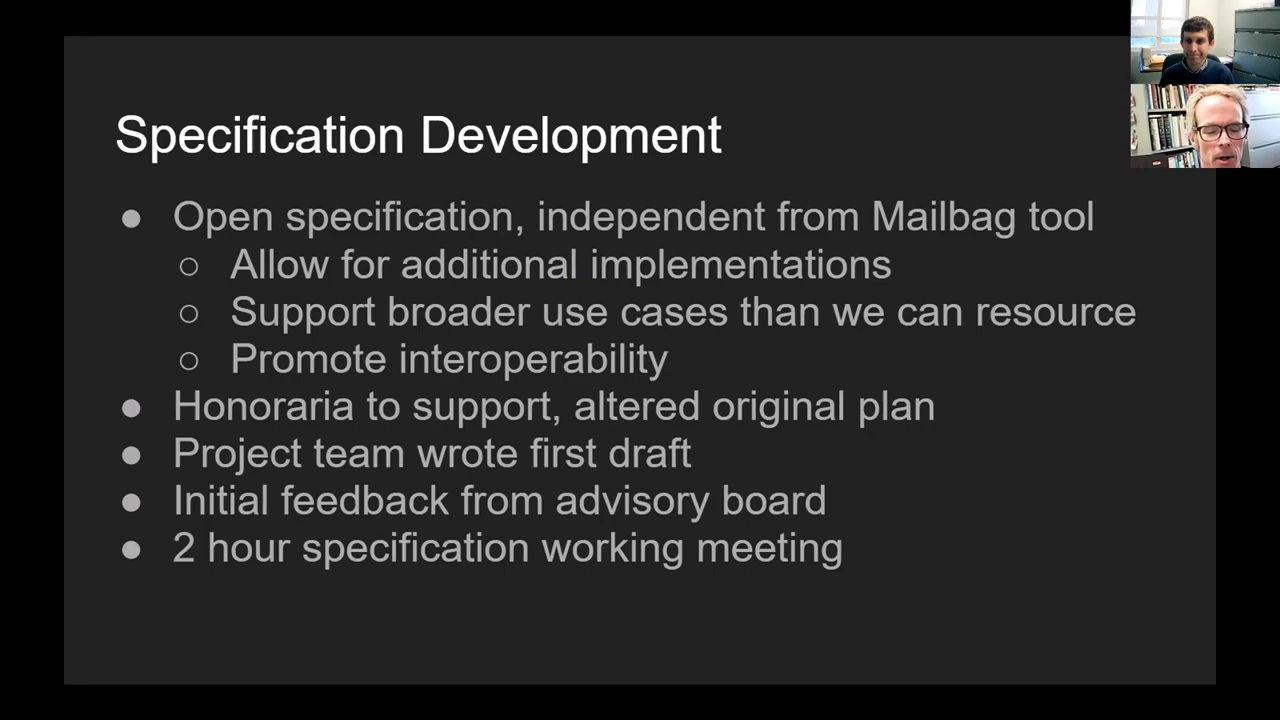 Specification Development
● Open specification, independent from Mailbag tool
○ Allow for additional implementations
○ Support broader use cases than we can resource
○ Promote interoperability
● Honoraria to support, altered original plan
● Project team wrote first draft
● Initial feedback from advisory board
● 2 hour specification working meeting